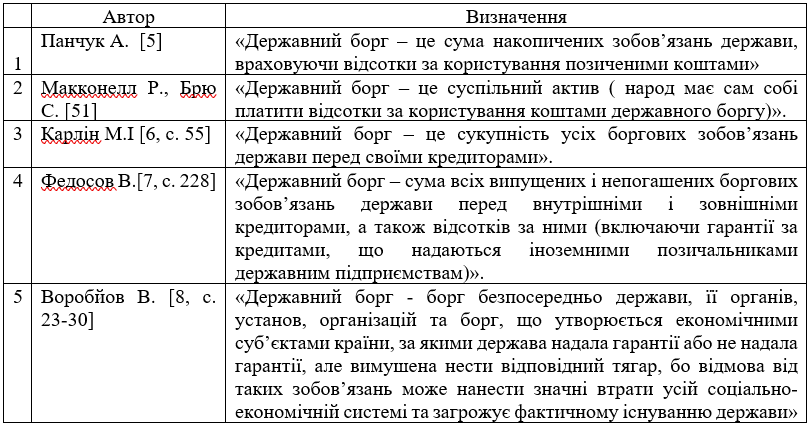 Автор Визначення
1 Панчук А. [5] «Державний борг – це сума накопичених зобов’язань держави,
враховуючи відсотки за користування позиченими коштами»
2 Макконелл Р., Брю «Державний борг – це суспільний актив ( народ має сам собі
С. [51] платити відсотки за користування коштами державного боргу)».
3 Карлін М.І [6, с. 55] «Державний борг – це сукупність усіх боргових зобов’язань
держави перед своїми кредиторами».
4 Федосов В.[7, с. 228] «Державний борг – сума всіх випущених і непогашених боргових
зобов’язань держави перед внутрішніми і зовнішніми
кредиторами, а також відсотків за ними (включаючи гарантії за
кредитами, що надаються іноземними позичальниками
державним підприємствам)».
5 Воробйов В. [8, с. «Державний борг - борг безпосередньо держави, її органів,
23-30] установ, організацій та борг, що утворюється економічними
суб’єктами країни, за якими держава надала гарантії або не надала
гарантії, але вимушена нести відповідний тягар, бо відмова від
таких зобов’язань може нанести значні втрати усій соціально-
економічній системі та загрожує фактичному існуванню держави»